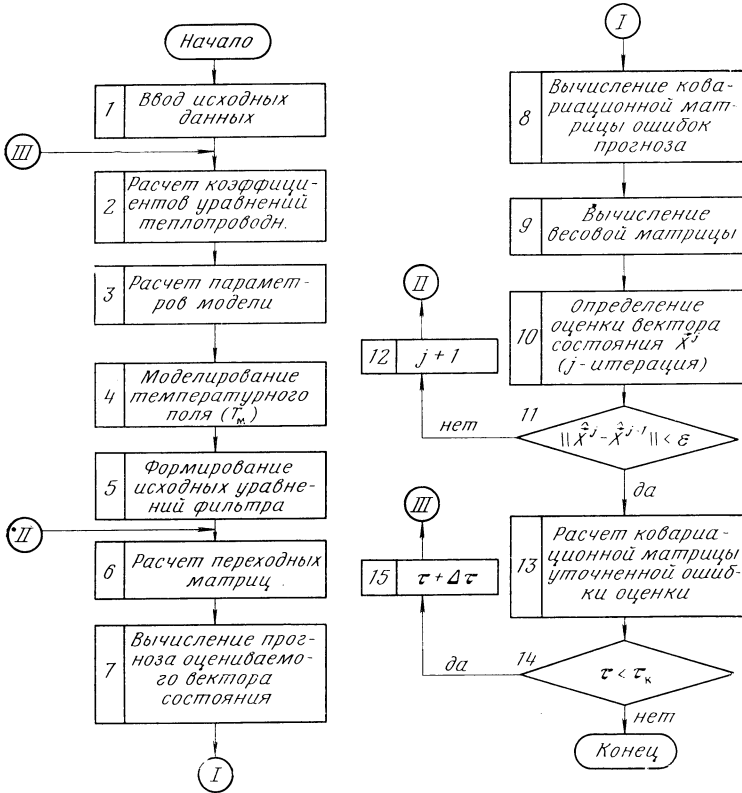 Начало
1
Ввод исходных
данных
III
2
Расчет коэффици-
ентов уравнений
теплопроводн.
3
Расчет парамет-
ров модели
4
Моделирование
температурного
поля (Tм)
5
Формирование
исходных уравне-
ний фильтра
II
6
Расчет переходных
матриц
7
Вычисление прог-
ноза оцениваемо-
го вектора
состояния
I
I
8
Вычисление кова-
риационной мат-
рицы ошибок
прогноза
9
Вычисление
весовой матрицы
10
Определение
оценки вектора
состояния X̂ʲ
(j-итерация)
II
12
j+1
нет
11
||X̂ʲ-X̂ʲ⁻¹||<ε
да
III
13
Расчет ковариа-
ционной матрицы
уточненной ошиб-
ки оценки
15
τ+Δτ
да
14
τ<τк
нет
Конец